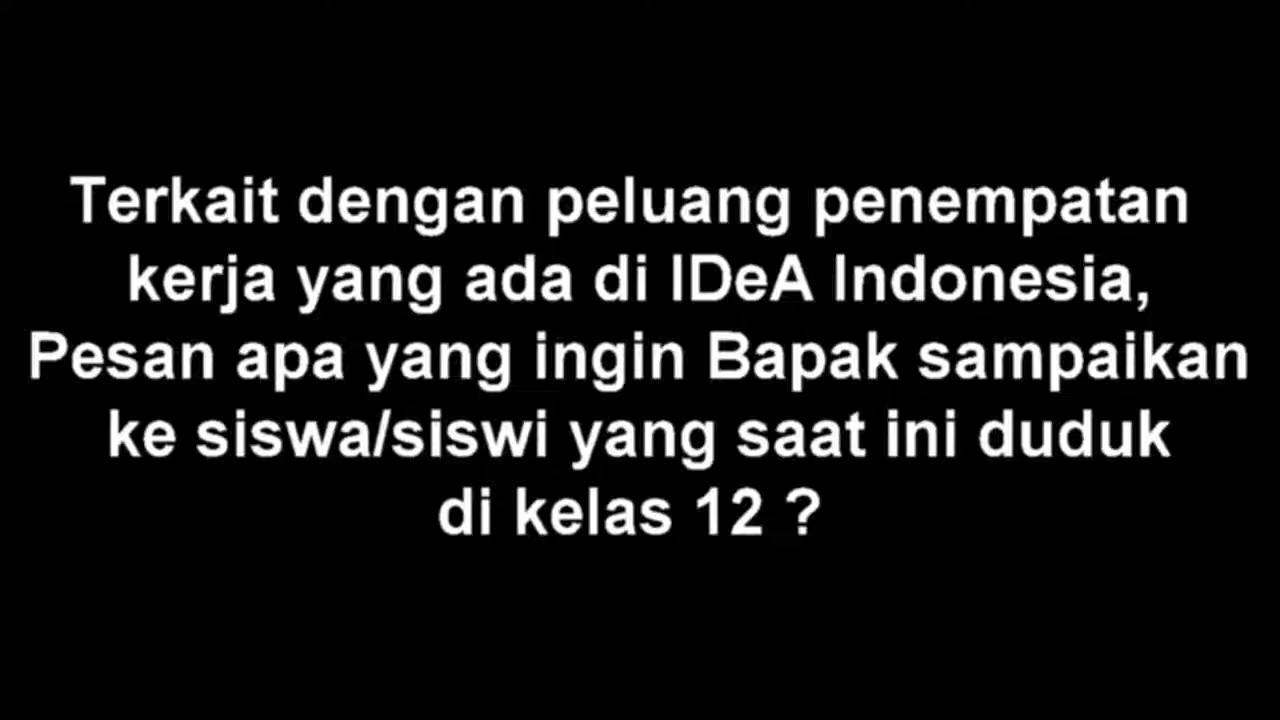 Terkait dengan peluang penempatan
kerja yang ada di IDeA Indonesia,
Pesan apa yang ingin Bapak sampaikan
ke siswa/siswi yang saat ini duduk
di kelas 12 ?